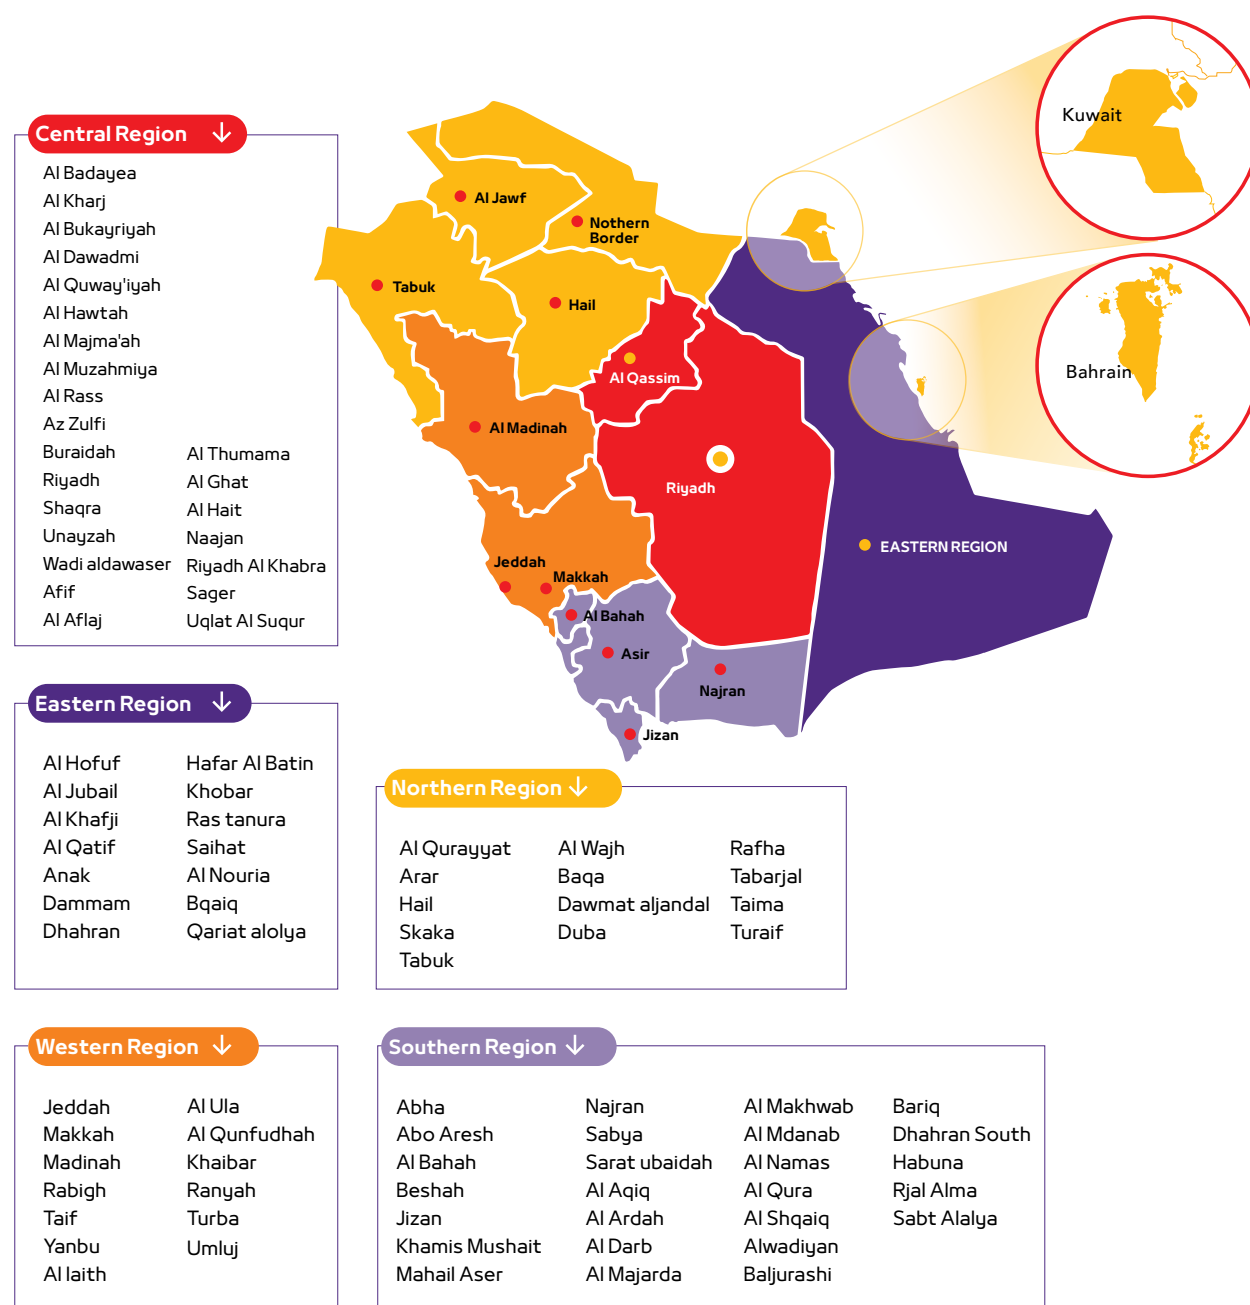 Kuwait
Bahrain
Al Jawf
Nothern
Border
Tabuk
Hail
Al Qassim
Al Madinah
Riyadh
EASTERN REGION
Jeddah
Makkah
Al Bahah
Asir
Najran
Jizan
Central Region ↓
Al Badayea
Al Kharj
Al Bukayriyah
Al Dawadmi
Al Quway'iyah
Al Hawtah
Al Majma'ah
Al Muzahmiya
Al Rass
Az Zulfi
Buraidah
Riyadh
Shaqra
Unayzah
Wadi aldawaser
Afif
Al Aflaj
Al Thumama
Al Ghat
Al Hait
Naajan
Riyadh Al Khabra
Sager
Uqlat Al Suqur
Eastern Region ↓
Al Hofuf
Al Jubail
Al Khafji
Al Qatif
Anak
Dammam
Dhahran
Hafar Al Batin
Khobar
Ras tanura
Saihat
Al Nouria
Bqaiq
Qariat alolya
Northern Region ↓
Al Qurayyat
Arar
Hail
Skaka
Tabuk
Al Wajh
Baqa
Dawmat aljandal
Duba
Rafha
Tabarjal
Taima
Turaif
Western Region ↓
Jeddah
Makkah
Madinah
Rabigh
Taif
Yanbu
Al laith
Al Ula
Al Qunfudhah
Khaibar
Ranyah
Turba
Umluj
Southern Region ↓
Abha
Abo Aresh
Al Bahah
Beshah
Jizan
Khamis Mushait
Mahail Aser
Najran
Sabya
Sarat ubaidah
Al Aqiq
Al Ardah
Al Darb
Al Majarda
Al Makhwab
Al Mdanab
Al Namas
Al Qura
Al Shqaiq
Alwadiyan
Baljurashi
Bariq
Dhahran South
Habuna
Rjal Alma
Sabt Alalya